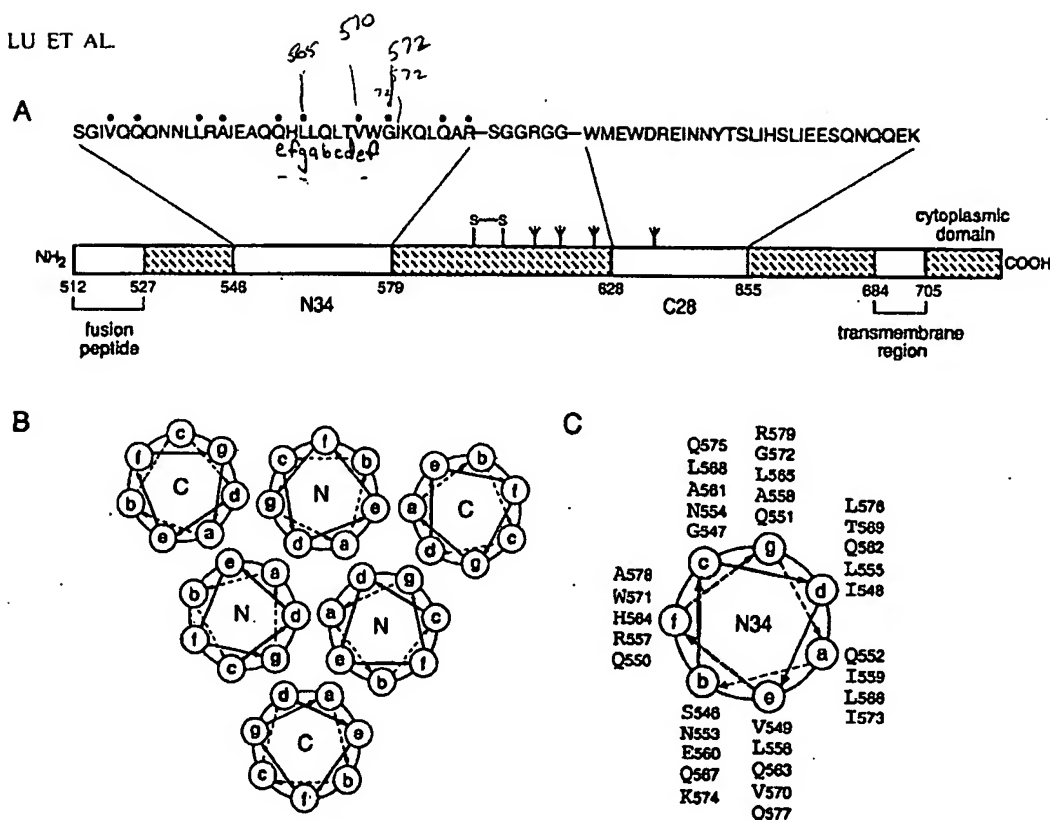 LU ET AL.
565
570
572
572
72
A
SGIVQQQNNLLRAIEAQQHLLQLTVWGIKQLQAR—SGGRGG—WMEWDREINNYTSLIHSLIEESQNQQEK
efgabcdef
S—S
cytoplasmic
domain
NH2
COOH
512 527 546 579 628 655 684 705
N34
C28
fusion
peptide
transmembrane
region
B
c g d a e b f
C
f b e a d g c
N
b f c g d a e
C
e a d g c f b
N
d g c f b e a
N
d a e b f c g
C
C
Q575
L568
A561
N554
G547
R579
G572
L565
A558
Q551
L576
T569
Q562
L555
I548
A578
W571
H564
R557
Q550
c g d a e b f
N34
Q552
I559
L566
I573
S546
N553
E560
Q567
K574
V549
L556
Q563
V570
Q577